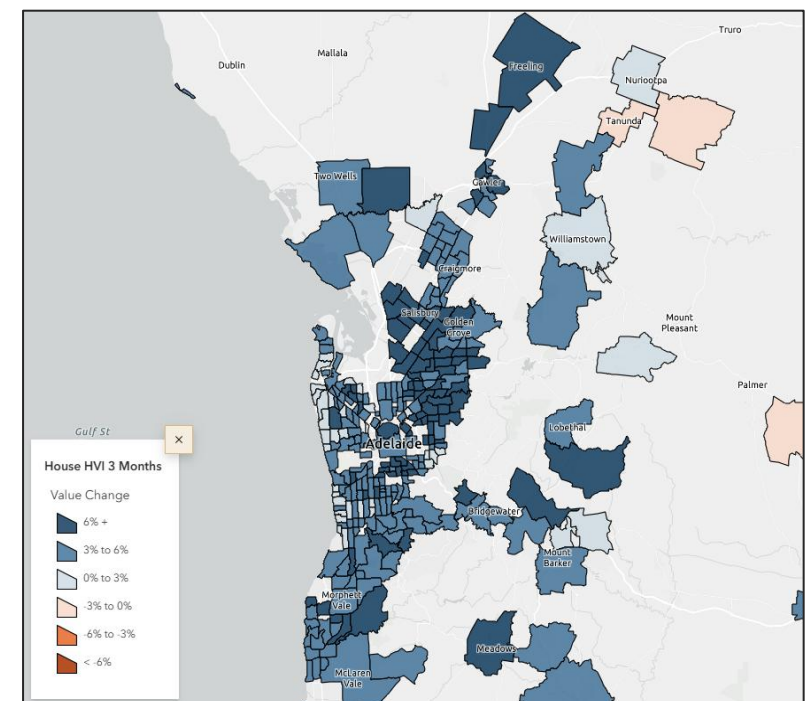 Truro
Mallala
Dublin
Freeling
Nuriootpa
Tanunda
Two Wells
Gawler
Williamstown
Craigmore
Salisbury
Golden
Grove
Mount
Pleasant
Palmer
Lobethal
Gulf St
Adelaide
×
House HVI 3 Months
Value Change
6% +
3% to 6%
0% to 3%
-3% to 0%
-6% to -3%
< -6%
Bridgewater
Mount
Barker
Morphett
Vale
Meadows
McLaren
Vale